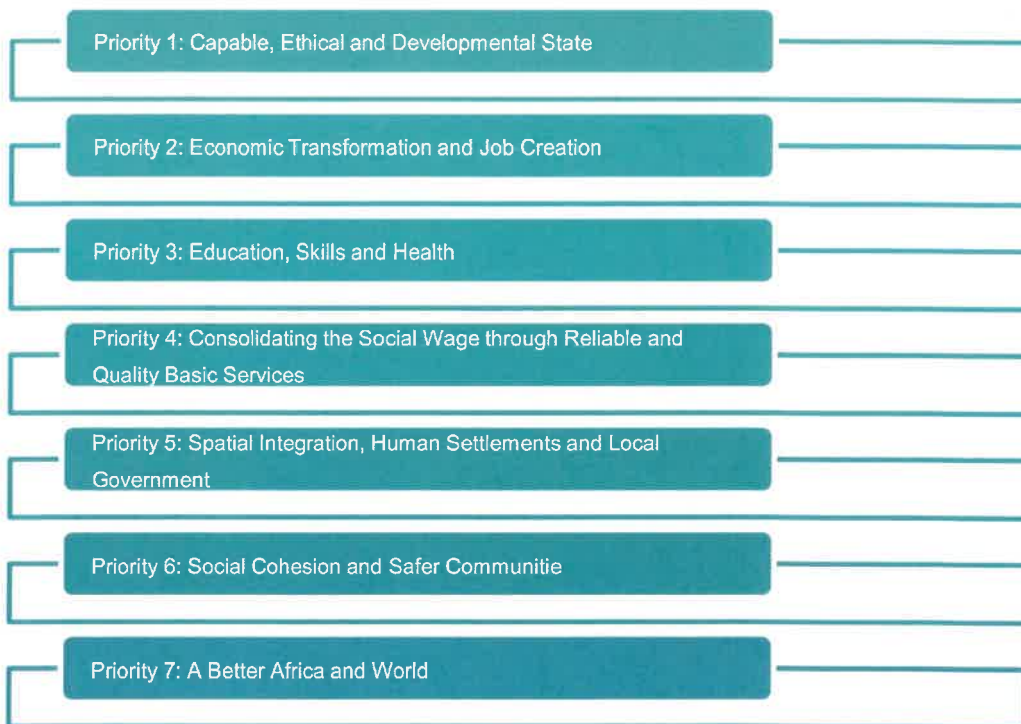 Priority 1: Capable, Ethical and Developmental State
Priority 2: Economic Transformation and Job Creation
Priority 3: Education, Skills and Health
Priority 4: Consolidating the Social Wage through Reliable and
Quality Basic Services
Priority 5: Spatial Integration, Human Settlements and Local
Government
Priority 6: Social Cohesion and Safer Communitie
Priority 7: A Better Africa and World